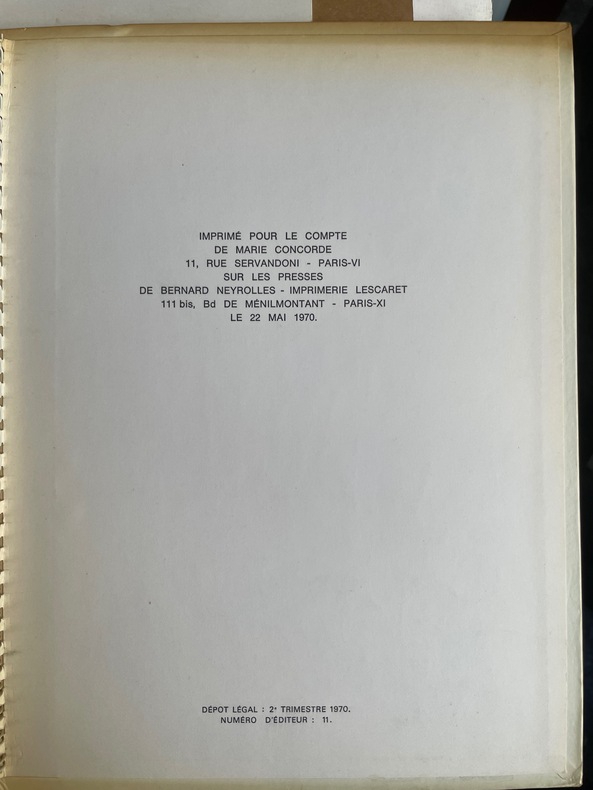 IMPRIMÉ POUR LE COMPTE
DE MARIE CONCORDE
11, RUE SERVANDONI - PARIS-VI
SUR LES PRESSES
DE BERNARD NEYROLLES - IMPRIMERIE LESCARET
111 bis, Bd DE MÉNILMONTANT - PARIS-XI
LE 22 MAI 1970.
DÉPOT LÉGAL : 2e TRIMESTRE 1970.
NUMÉRO D'ÉDITEUR : 11.